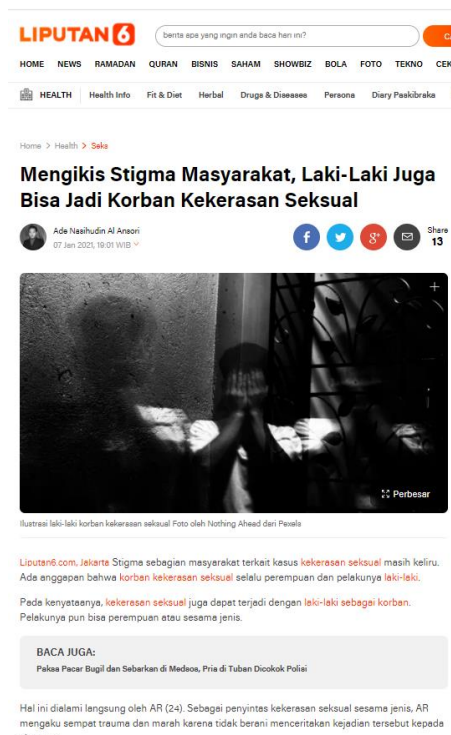 LIPUTAN 6
berita apa yang ingin anda baca hari ini?
HOME NEWS RAMADAN QURAN BISNIS SAHAM SHOWBIZ BOLA FOTO TEKNO CEK
HEALTH Health Info Fit & Diet Herbal Drugs & Diseases Persona Diary Paskibraka
Home > Health > Seks
Mengikis Stigma Masyarakat, Laki-Laki Juga
Bisa Jadi Korban Kekerasan Seksual
Ade Nasihudin Al Ansori
07 Jan 2021, 19:01 WIB
Share
13
Perbesar
Ilustrasi laki-laki korban kekerasan seksual Foto oleh Nothing Ahead dari Pexels
Liputan6.com, Jakarta Stigma sebagian masyarakat terkait kasus kekerasan seksual masih keliru.
Ada anggapan bahwa korban kekerasan seksual selalu perempuan dan pelakunya laki-laki.
Pada kenyataanya, kekerasan seksual juga dapat terjadi dengan laki-laki sebagai korban.
Pelakunya pun bisa perempuan atau sesama jenis.
BACA JUGA:
Paksa Pacar Bugil dan Sebarkan di Medsos, Pria di Tuban Dicokok Polisi
Hal ini dialami langsung oleh AR (24). Sebagai penyintas kekerasan seksual sesama jenis, AR
mengaku sempat trauma dan marah karena tidak berani menceritakan kejadian tersebut kepada